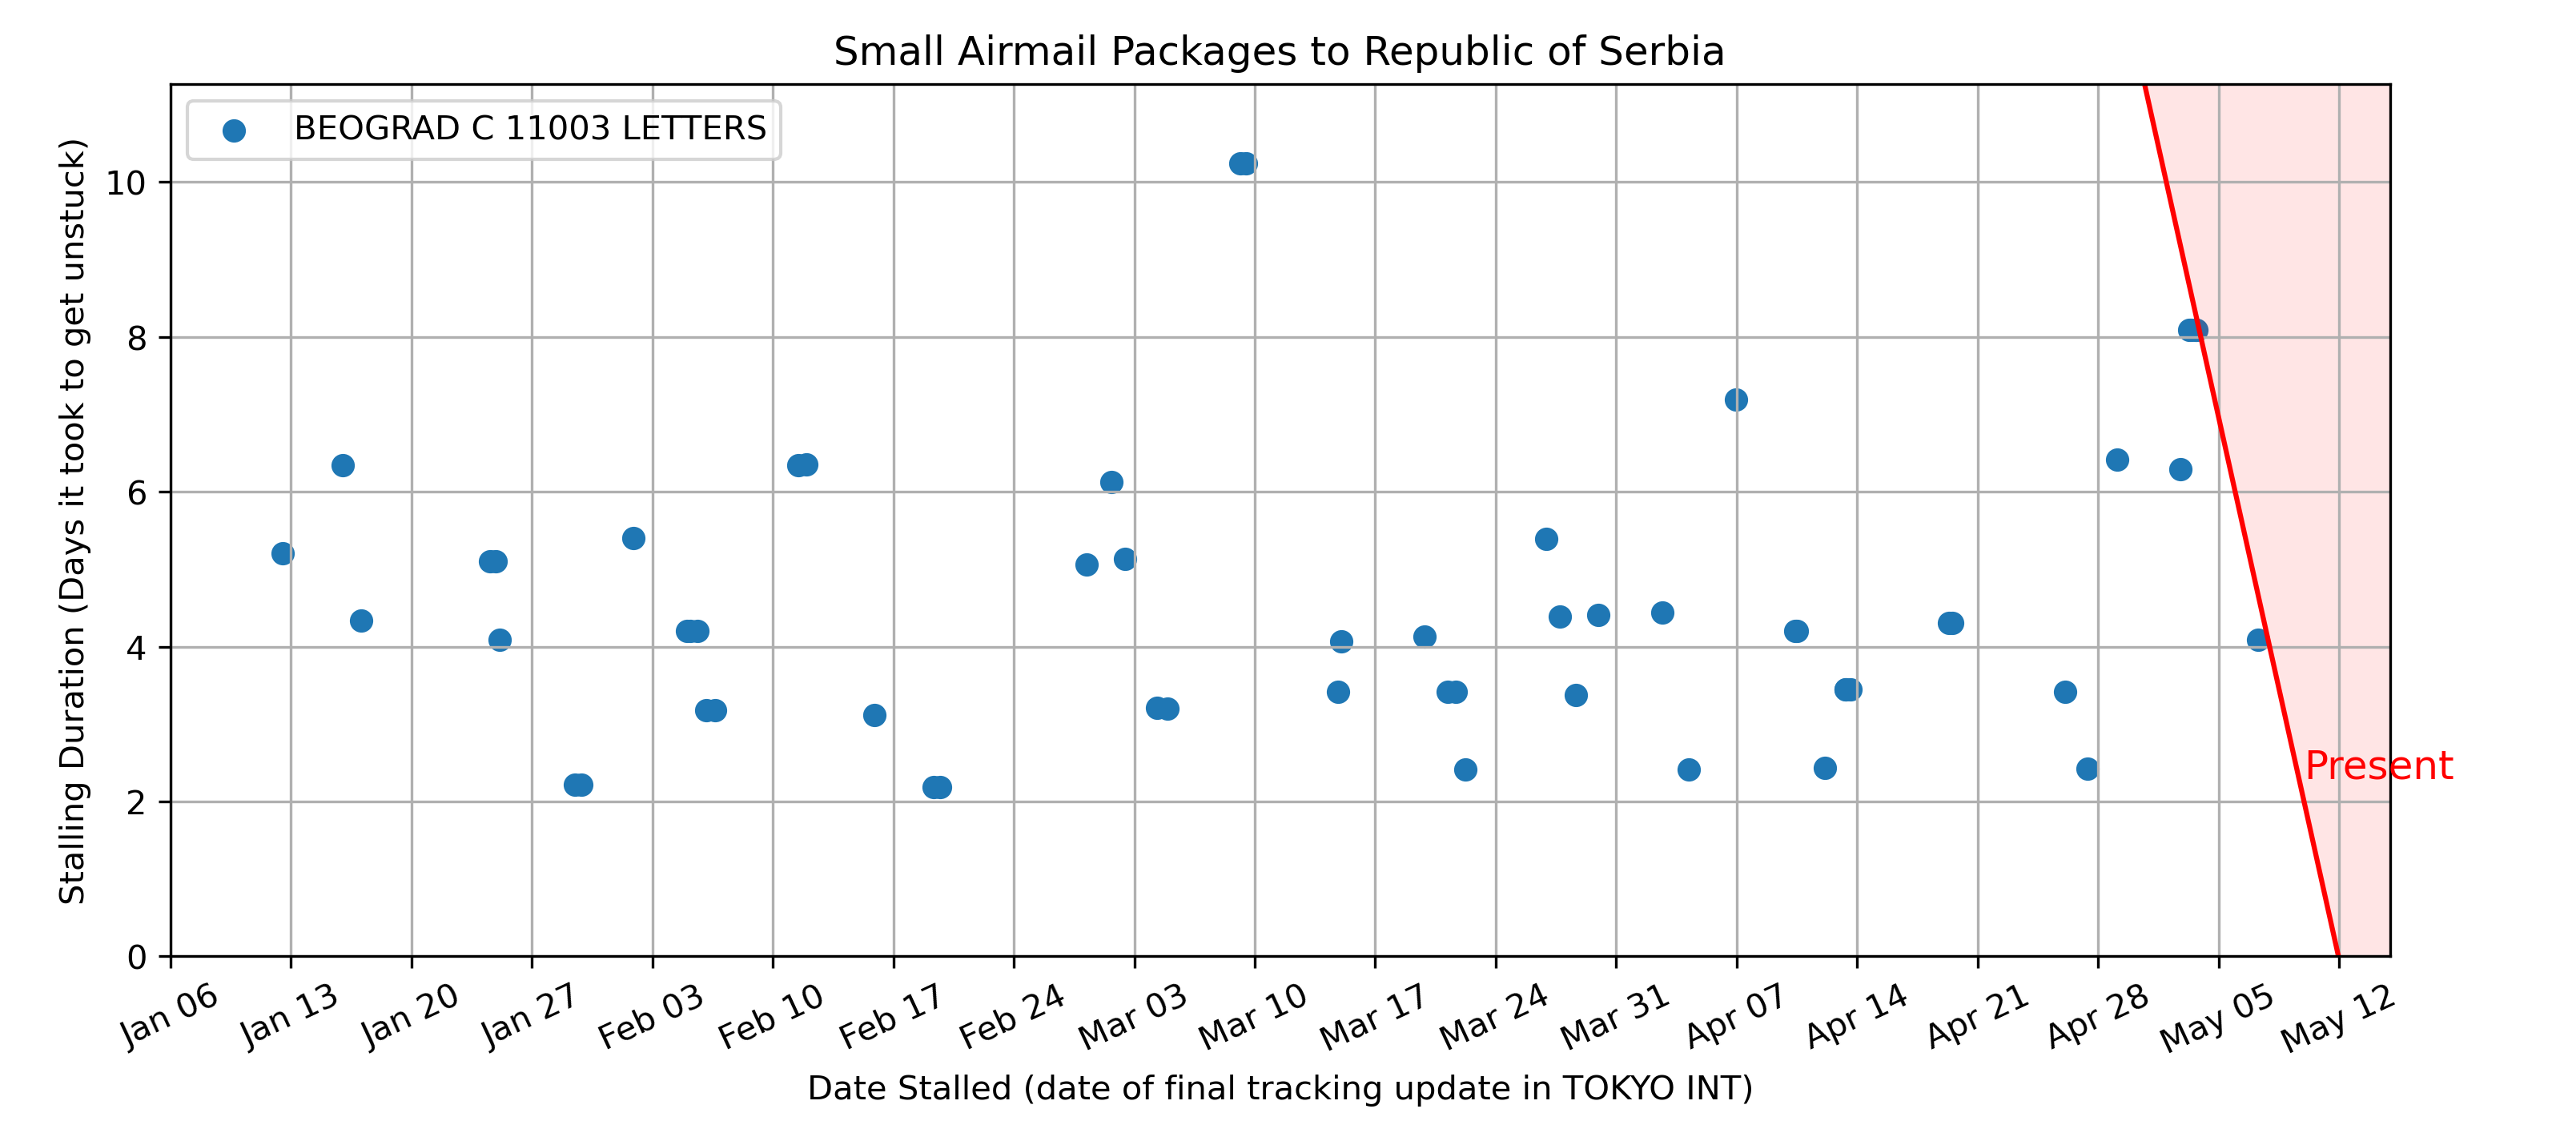 Small Airmail Packages to Republic of Serbia
BEOGRAD C 11003 LETTERS
Stalling Duration (Days it took to get unstuck)
10
8
6
4
2
0
Present
Jan 06 Jan 13 Jan 20 Jan 27 Feb 03 Feb 10 Feb 17 Feb 24 Mar 03 Mar 10 Mar 17 Mar 24 Mar 31 Apr 07 Apr 14 Apr 21 Apr 28 May 05 May 12
Date Stalled (date of final tracking update in TOKYO INT)